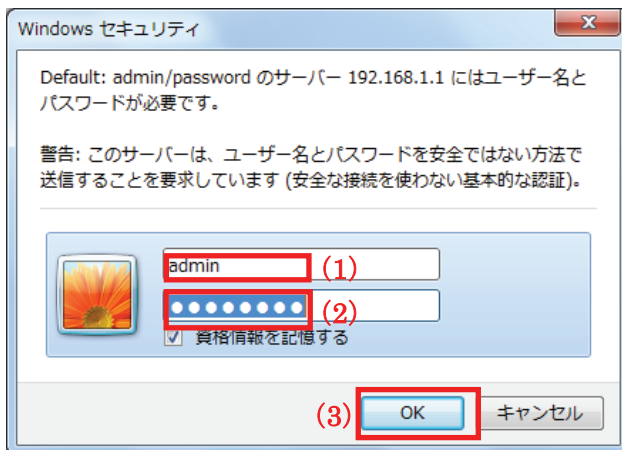 Windows セキュリティ
Default: admin/password のサーバー 192.168.1.1 にはユーザー名と
パスワードが必要です。
警告: このサーバーは、ユーザー名とパスワードを安全ではない方法で
送信することを要求しています (安全な接続を使わない基本的な認証)。
admin (1)
●●●●●●●● (2)
資格情報を記憶する
(3) OK キャンセル